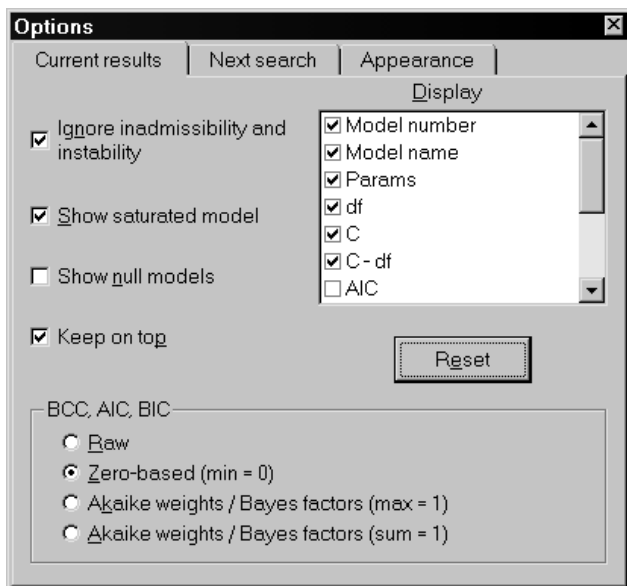 Options
Current results
Next search
Appearance
Display
Ignore inadmissibility and
instability
Show saturated model
Show null models
Keep on top
Model number
Model name
Params
df
C
C - df
AIC
Reset
BCC, AIC, BIC
Raw
Zero-based (min = 0)
Akaike weights / Bayes factors (max = 1)
Akaike weights / Bayes factors (sum = 1)